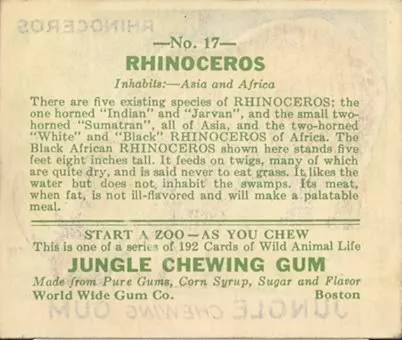 —No. 17—
RHINOCEROS
Inhabits:—Asia and Africa
There are five existing species of RHINOCEROS: the
one horned "Indian" and "Jarvan", and the small two-
horned "Sumatran", all of Asia, and the two-horned
"White" and "Black" RHINOCEROS of Africa. The
Black African RHINOCEROS shown here stands five
feet eight inches tall. It feeds on twigs, many of which
are quite dry, and is said never to eat grass. It likes the
water but does not inhabit the swamps. Its meat,
when fat, is not ill-flavored and will make a palatable
meal.
START A ZOO—AS YOU CHEW
This is one of a series of 192 Cards of Wild Animal Life
JUNGLE CHEWING GUM
Made from Pure Gums, Corn Syrup, Sugar and Flavor
World Wide Gum Co. Boston
RHINOCEROS
JUNGLE CHEWING GUM